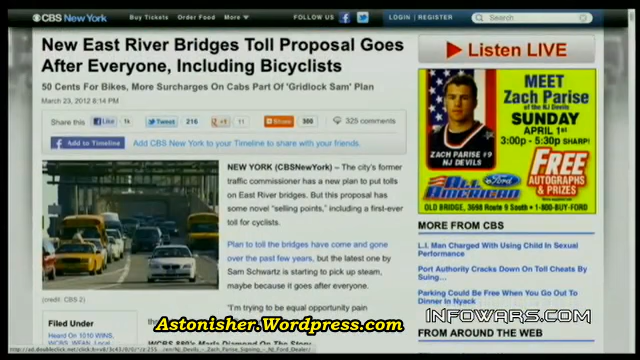 CBS New York
Buy Tickets Order Food More
FOLLOW US
LOGIN | REGISTER
Search
New East River Bridges Toll Proposal Goes
After Everyone, Including Bicyclists
50 Cents For Bikes, More Surcharges On Cabs Part Of 'Gridlock Sam' Plan
March 23, 2012 8:14 PM
Share this
Like 1k
Tweet 216
+1 11
Share 300
325 comments
Add to Timeline
Add CBS New York to your Timeline to share with your friends.
(credit: CBS 2)
Filed Under
Heard On 1010 WINS,
NEW YORK (CBSNewYork) – The city's former
traffic commissioner has a new plan to put tolls
on East River bridges. But this proposal has
some novel "selling points", including a first-ever
toll for cyclists.
Plan to toll the bridges have come and gone
over the past few years, but the latest one by
Sam Schwartz is starting to pick up steam,
maybe because it goes after everyone.
"I'm trying to be equal opportunity pain
Listen LIVE
MEET
Zach Parise
of the NJ Devils
SUNDAY
APRIL 1st
3:00p - 5:30p SHARP!
ZACH PARISE #9
NJ DEVILS
FREE
AUTOGRAPHS
& PRIZES
All American
Ford
OLD BRIDGE, 3698 Route 9 South • 1-800-BUY-FORD
MORE FROM CBS
L.I. Man Charged With Using Child In Sexual
Performance
Port Authority Cracks Down On Toll Cheats By
Suing...
Parking Could Be Free When You Go Out To
Dinner In Nyack
FROM AROUND THE WEB
INFOWARS.COM
Astonisher.Wordpress.com